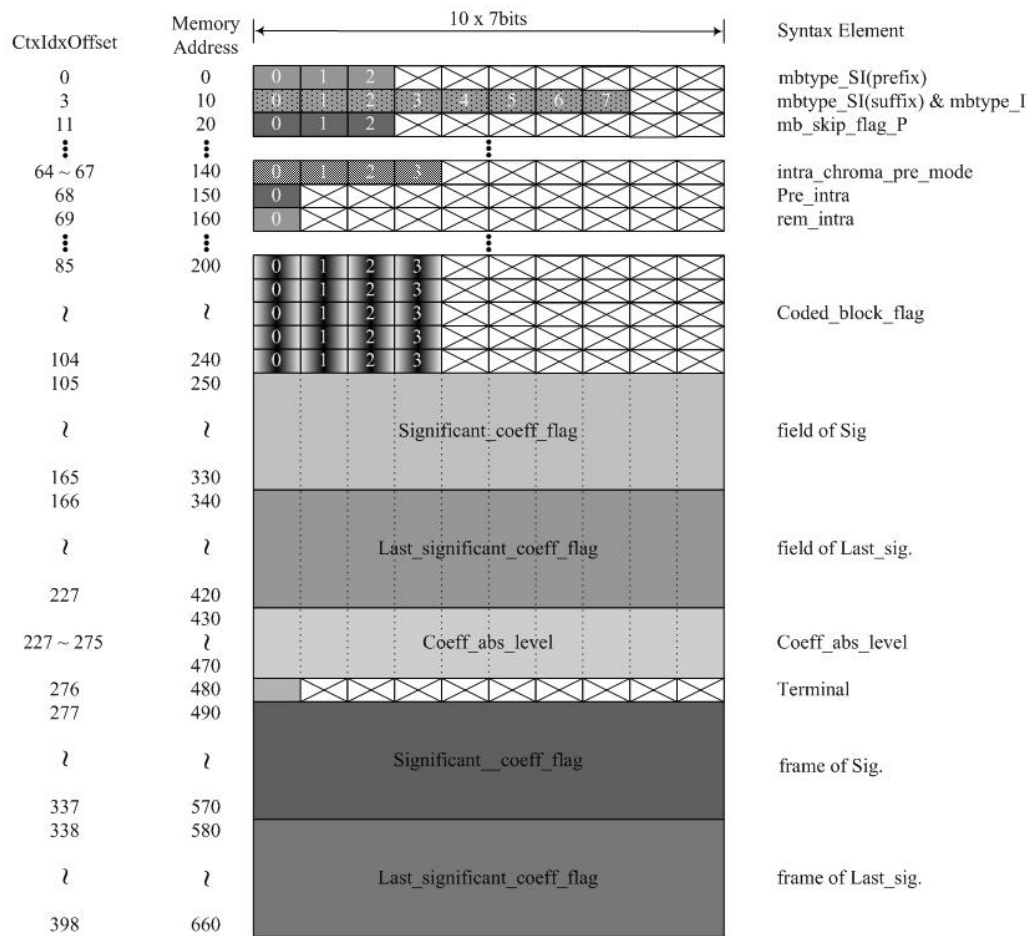 10 x 7bits
CtxIdxOffset Memory Address Syntax Element
0 0 0 1 2 mbtype_SI(prefix)
3 10 0 1 2 3 4 5 6 7 mbtype_SI(suffix) & mbtype_I
11 20 0 1 2 mb_skip_flag_P
64 ~ 67 140 0 1 2 3 intra_chroma_pre_mode
68 150 0 Pre_intra
69 160 0 rem_intra
85 200 0 1 2 3
0 1 2 3
~ ~ 0 1 2 3 Coded_block_flag
0 1 2 3
104 240 0 1 2 3
105 250
~ ~ Significant_coeff_flag field of Sig
165 330
166 340
~ ~ Last_significant_coeff_flag field of Last_sig.
227 420
430
227 ~ 275 ~ Coeff_abs_level Coeff_abs_level
470
276 480 Terminal
277 490
~ ~ Significant__coeff_flag frame of Sig.
337 570
338 580
~ ~ Last_significant_coeff_flag frame of Last_sig.
398 660